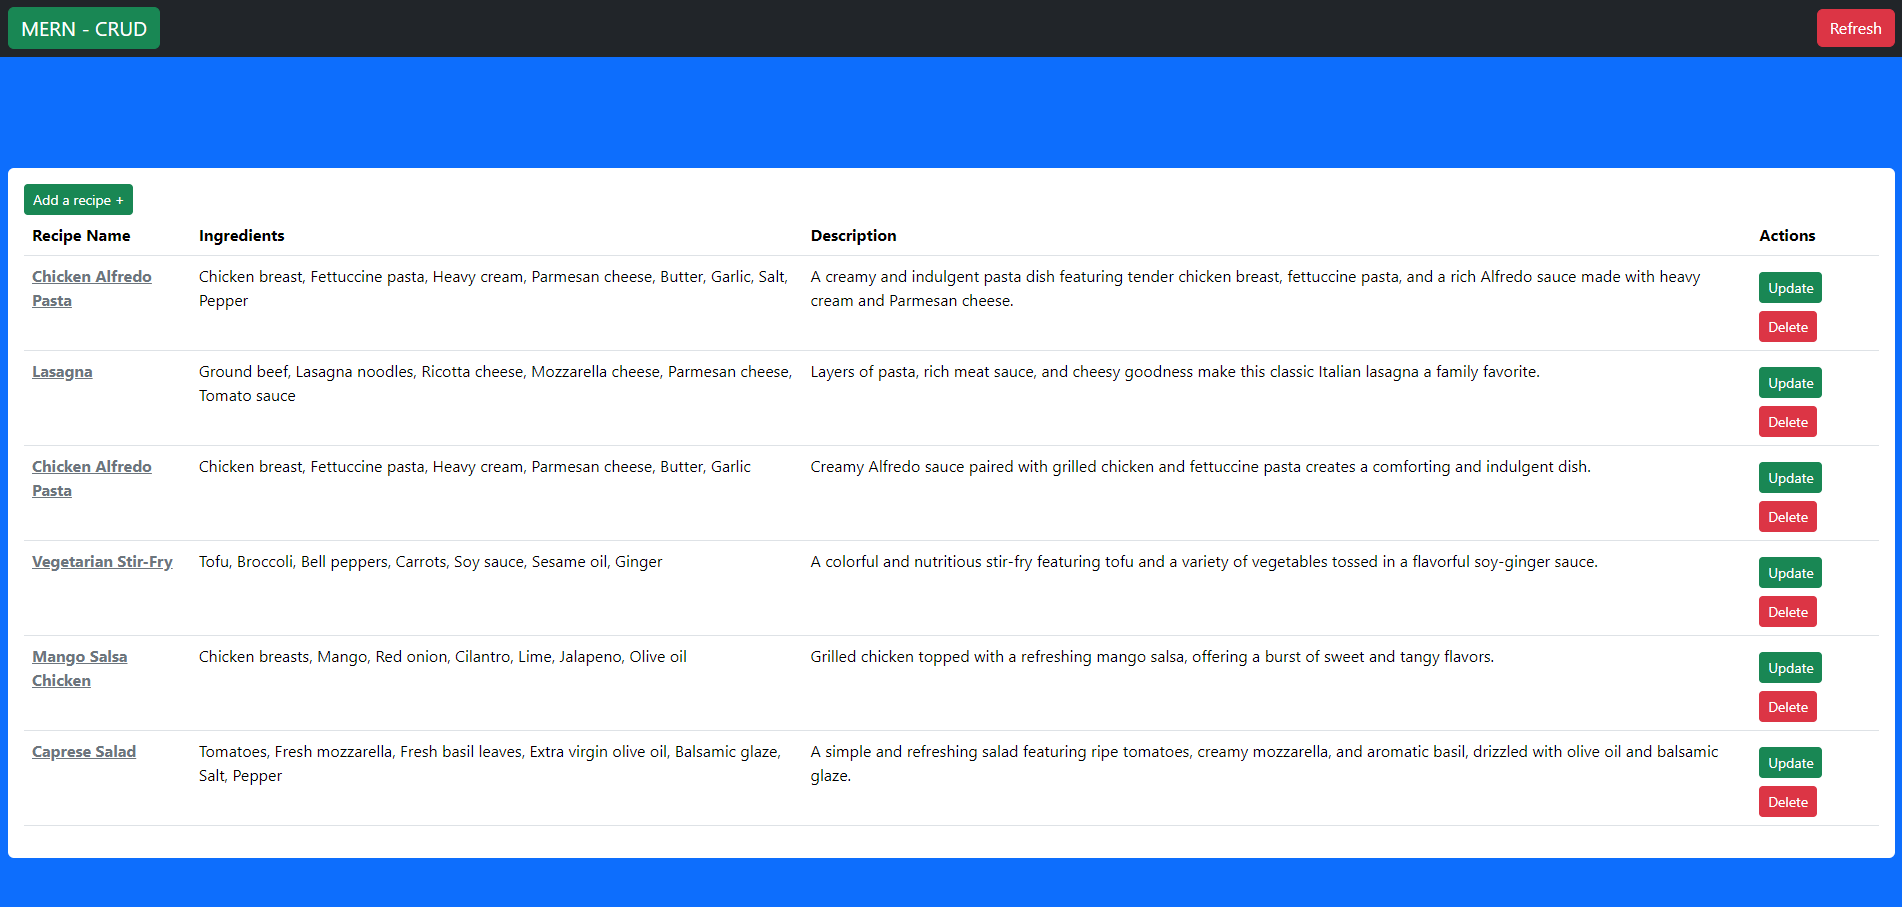 MERN - CRUD
Refresh
Add a recipe +
Recipe Name Ingredients Description Actions
Chicken Alfredo Chicken breast, Fettuccine pasta, Heavy cream, Parmesan cheese, Butter, Garlic, Salt, A creamy and indulgent pasta dish featuring tender chicken breast, fettuccine pasta, and a rich Alfredo sauce made with heavy
Pasta Pepper cream and Parmesan cheese.
Update
Delete
Lasagna Ground beef, Lasagna noodles, Ricotta cheese, Mozzarella cheese, Parmesan cheese, Layers of pasta, rich meat sauce, and cheesy goodness make this classic Italian lasagna a family favorite.
Tomato sauce
Update
Delete
Chicken Alfredo Chicken breast, Fettuccine pasta, Heavy cream, Parmesan cheese, Butter, Garlic Creamy Alfredo sauce paired with grilled chicken and fettuccine pasta creates a comforting and indulgent dish.
Pasta
Update
Delete
Vegetarian Stir-Fry Tofu, Broccoli, Bell peppers, Carrots, Soy sauce, Sesame oil, Ginger A colorful and nutritious stir-fry featuring tofu and a variety of vegetables tossed in a flavorful soy-ginger sauce.
Update
Delete
Mango Salsa Chicken breasts, Mango, Red onion, Cilantro, Lime, Jalapeno, Olive oil Grilled chicken topped with a refreshing mango salsa, offering a burst of sweet and tangy flavors.
Chicken
Update
Delete
Caprese Salad Tomatoes, Fresh mozzarella, Fresh basil leaves, Extra virgin olive oil, Balsamic glaze, A simple and refreshing salad featuring ripe tomatoes, creamy mozzarella, and aromatic basil, drizzled with olive oil and balsamic
Salt, Pepper glaze.
Update
Delete